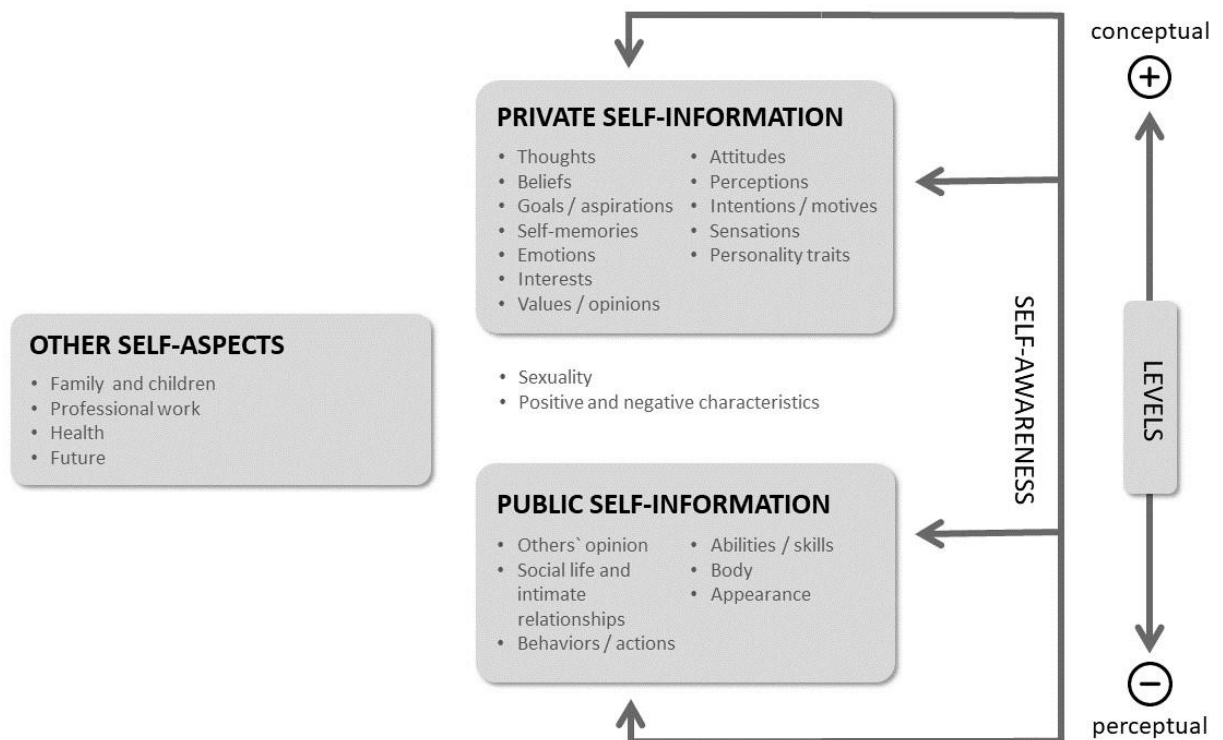 conceptual
+
PRIVATE SELF-INFORMATION
• Thoughts
• Beliefs
• Goals / aspirations
• Self-memories
• Emotions
• Interests
• Values / opinions
• Attitudes
• Perceptions
• Intentions / motives
• Sensations
• Personality traits
OTHER SELF-ASPECTS
• Family and children
• Professional work
• Health
• Future
• Sexuality
• Positive and negative characteristics
PUBLIC SELF-INFORMATION
• Others` opinion
• Social life and
intimate
relationships
• Behaviors / actions
• Abilities / skills
• Body
• Appearance
SELF-AWARENESS
LEVELS
−
perceptual